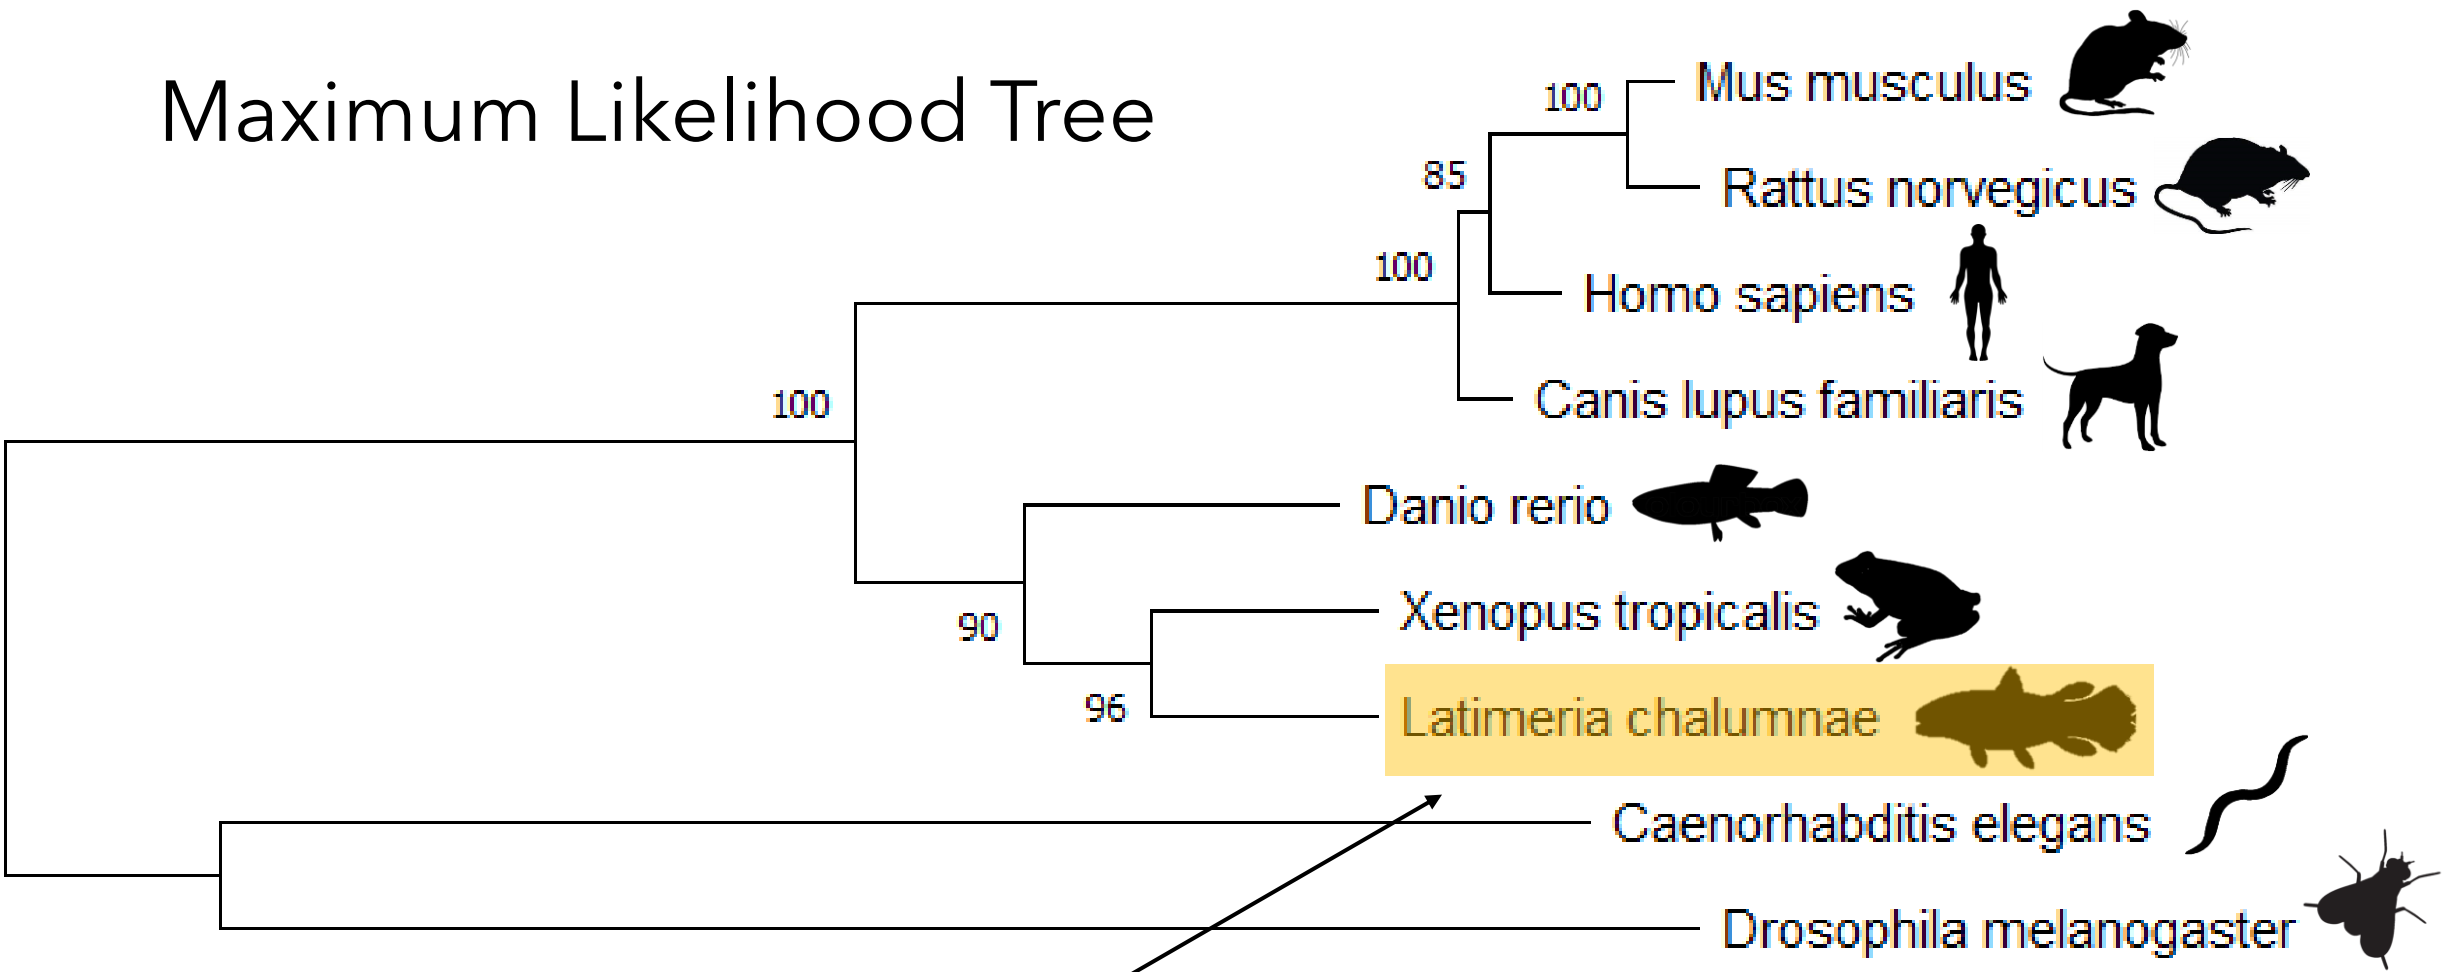 Maximum Likelihood Tree
100
Mus musculus
85
Rattus norvegicus
100
Homo sapiens
Canis lupus familiaris
100
Danio rerio
90
Xenopus tropicalis
96
Latimeria chalumnae
Caenorhabditis elegans
Drosophila melanogaster